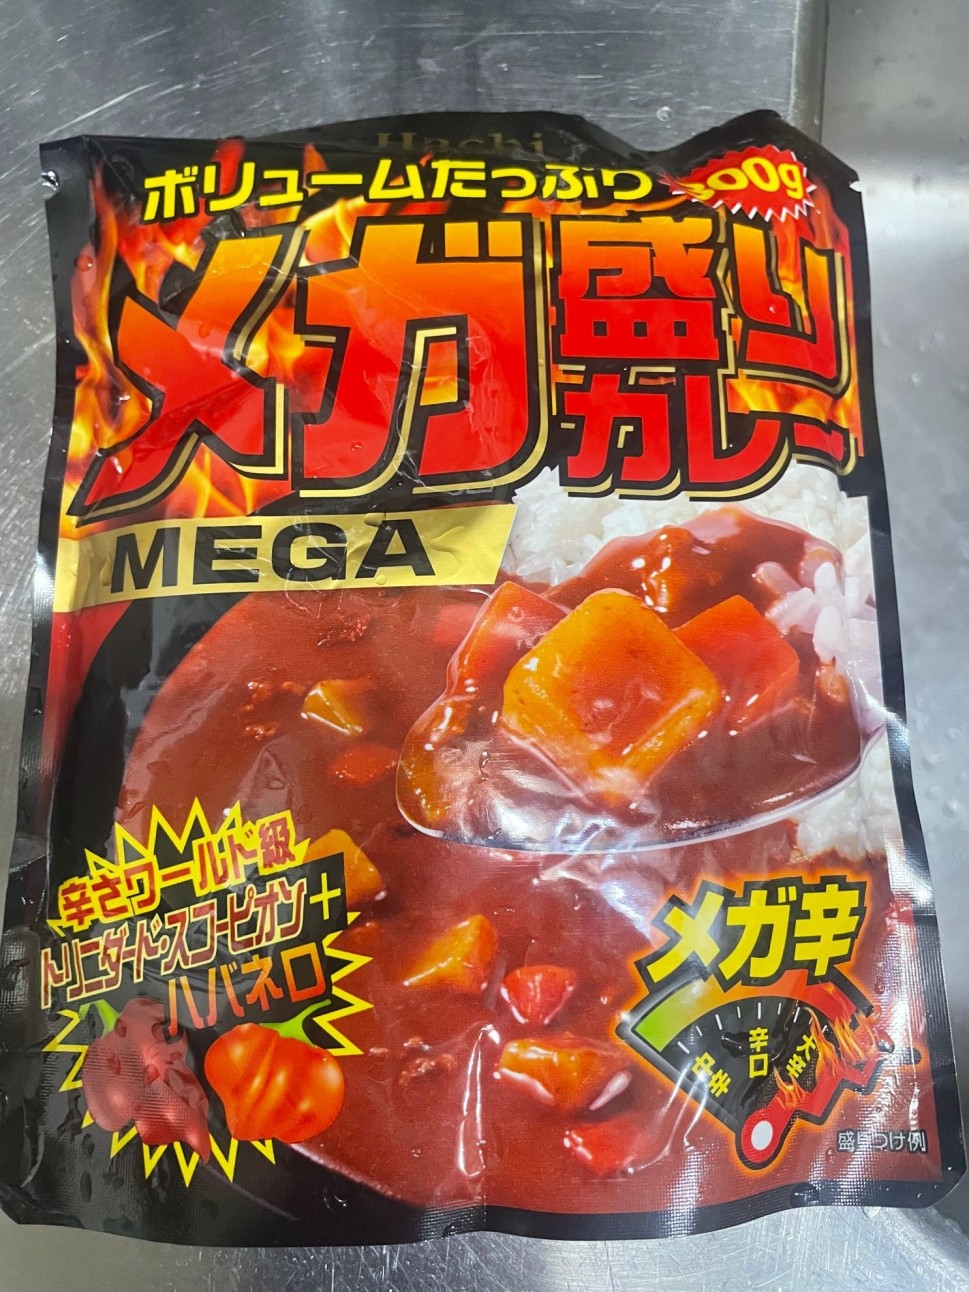 Hachi
ボリュームたっぷり
300g
メガ盛り
カレー
MEGA
辛さワールド級
トリニダード・スコーピオン+
ハバネロ
メガ辛
中辛
辛口
大辛
盛りつけ例